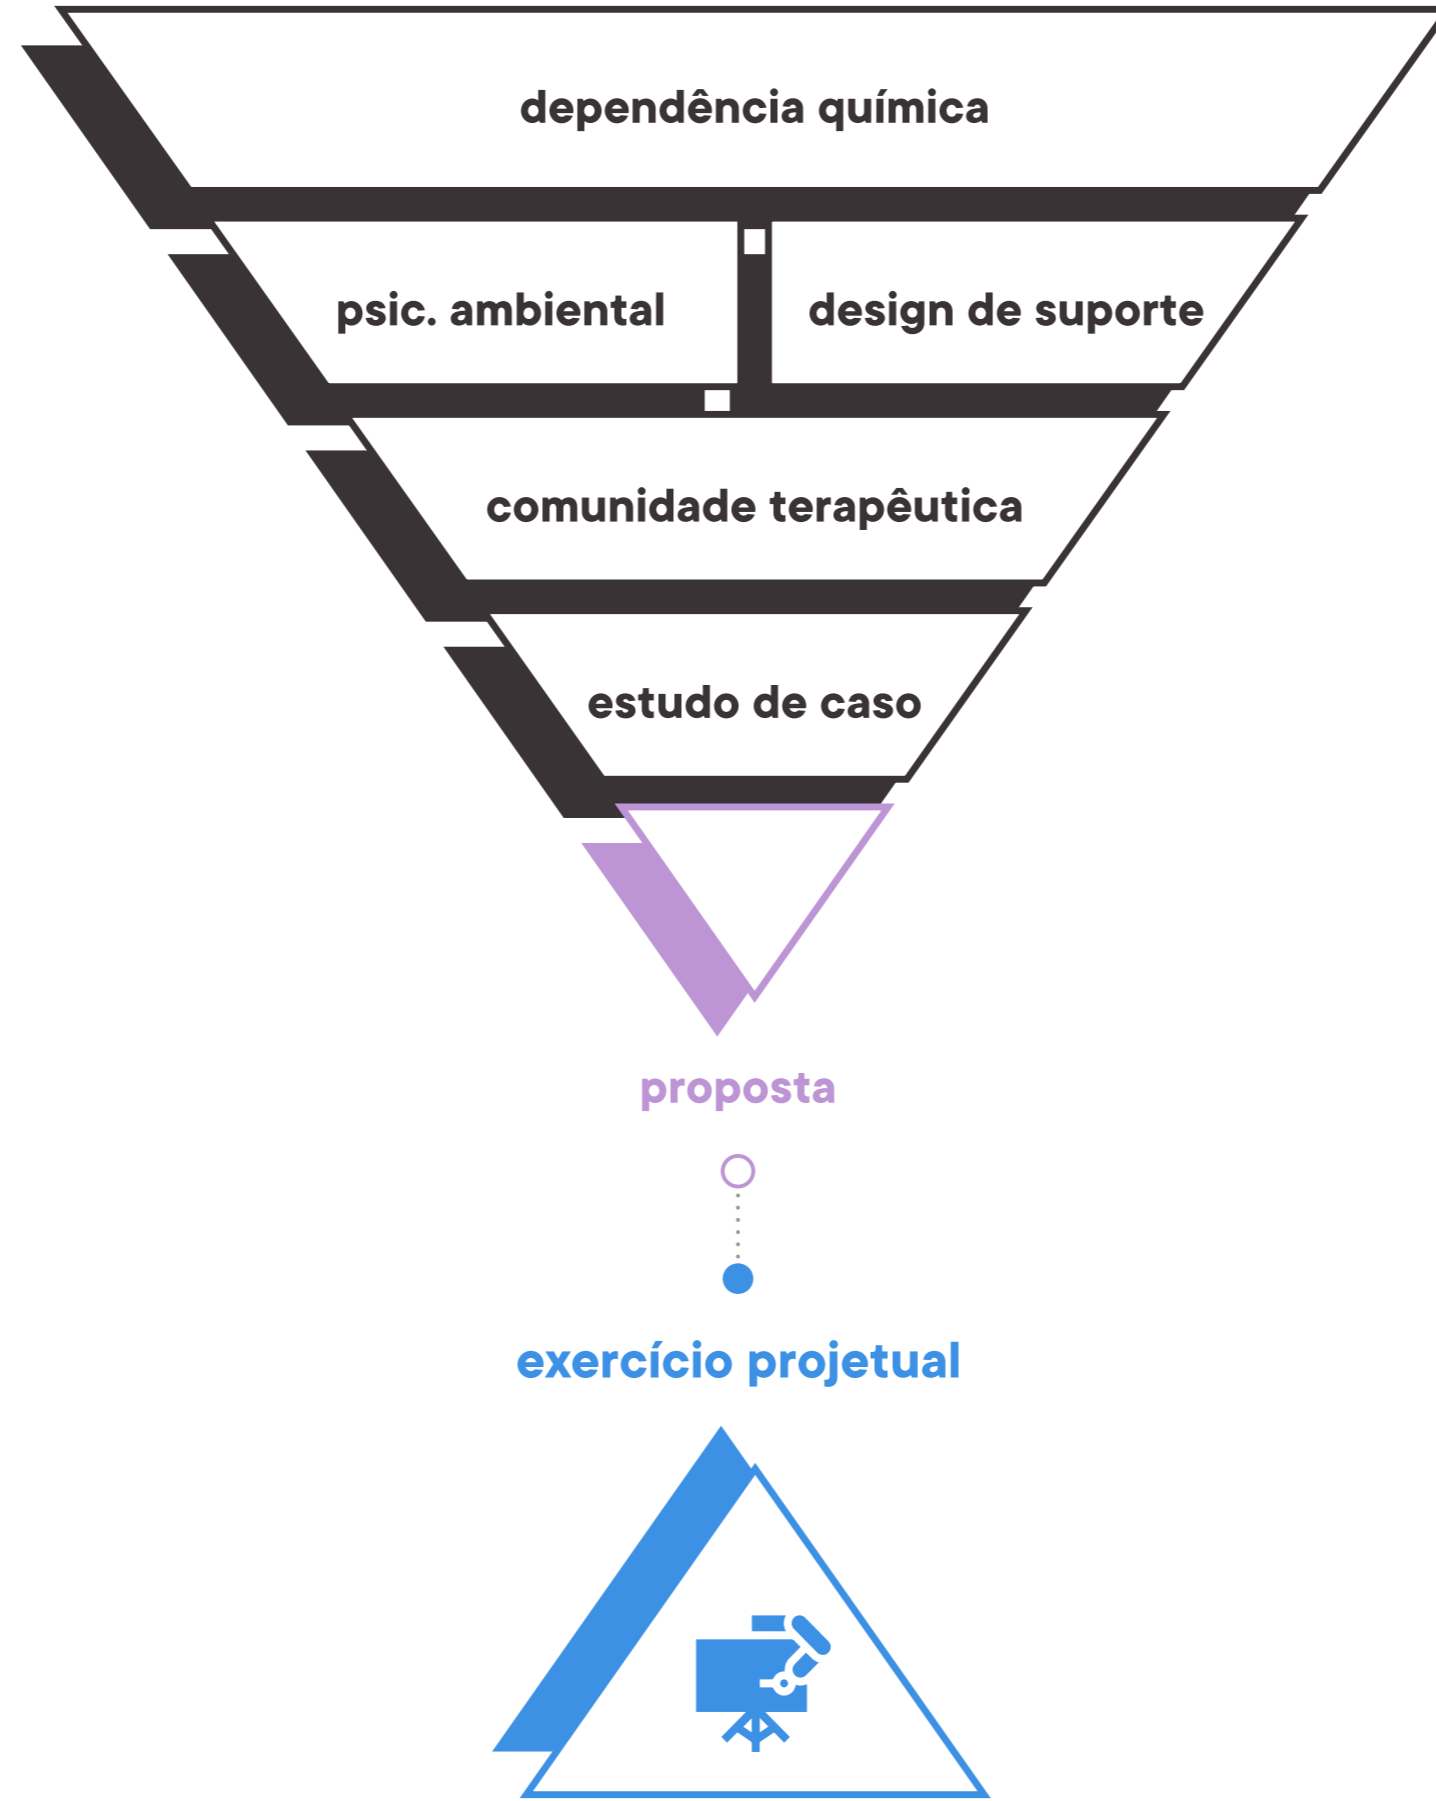 dependência química
psic. ambiental
design de suporte
comunidade terapêutica
estudo de caso
proposta
exercício projetual